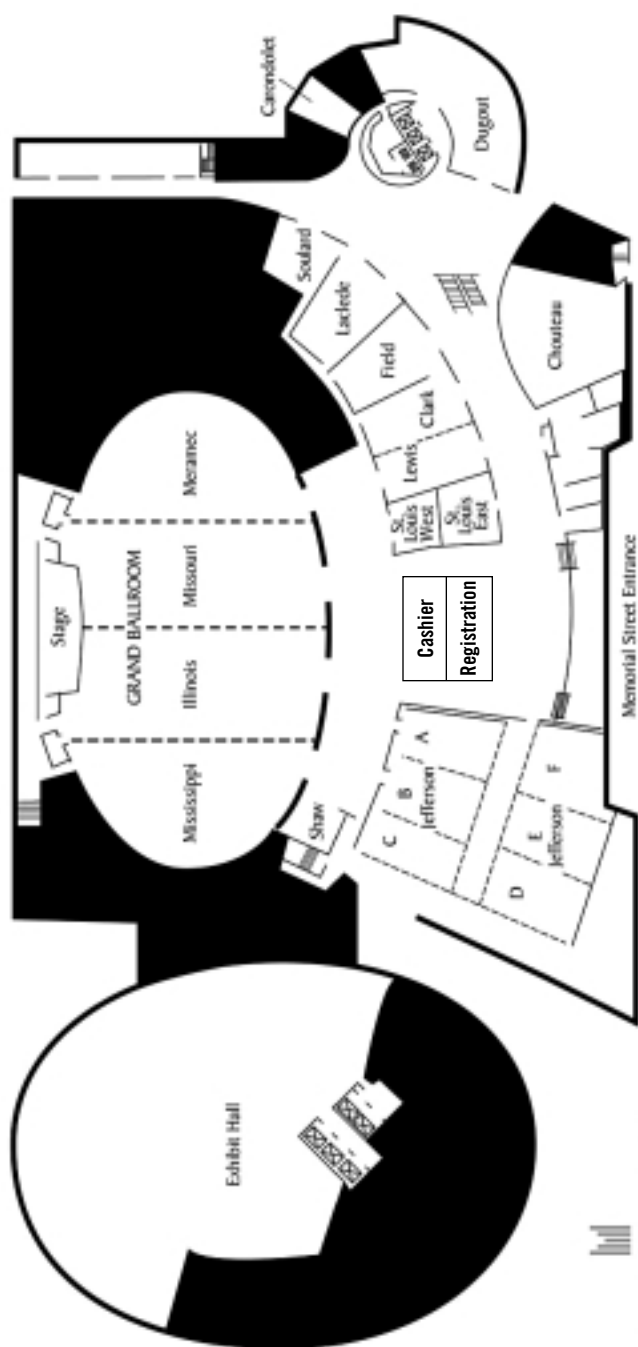 Carondolet
Dugout
Soulard
Laclede
Field
Clark
Lewis
St.
Louis
West
St.
Louis
East
Chouteau
Meramec
Missouri
GRAND BALLROOM
Stage
Illinois
Mississippi
Cashier
Registration
Memorial Street Entrance
Shaw
A
B
Jefferson
C
F
E
Jefferson
D
Exhibit Hall